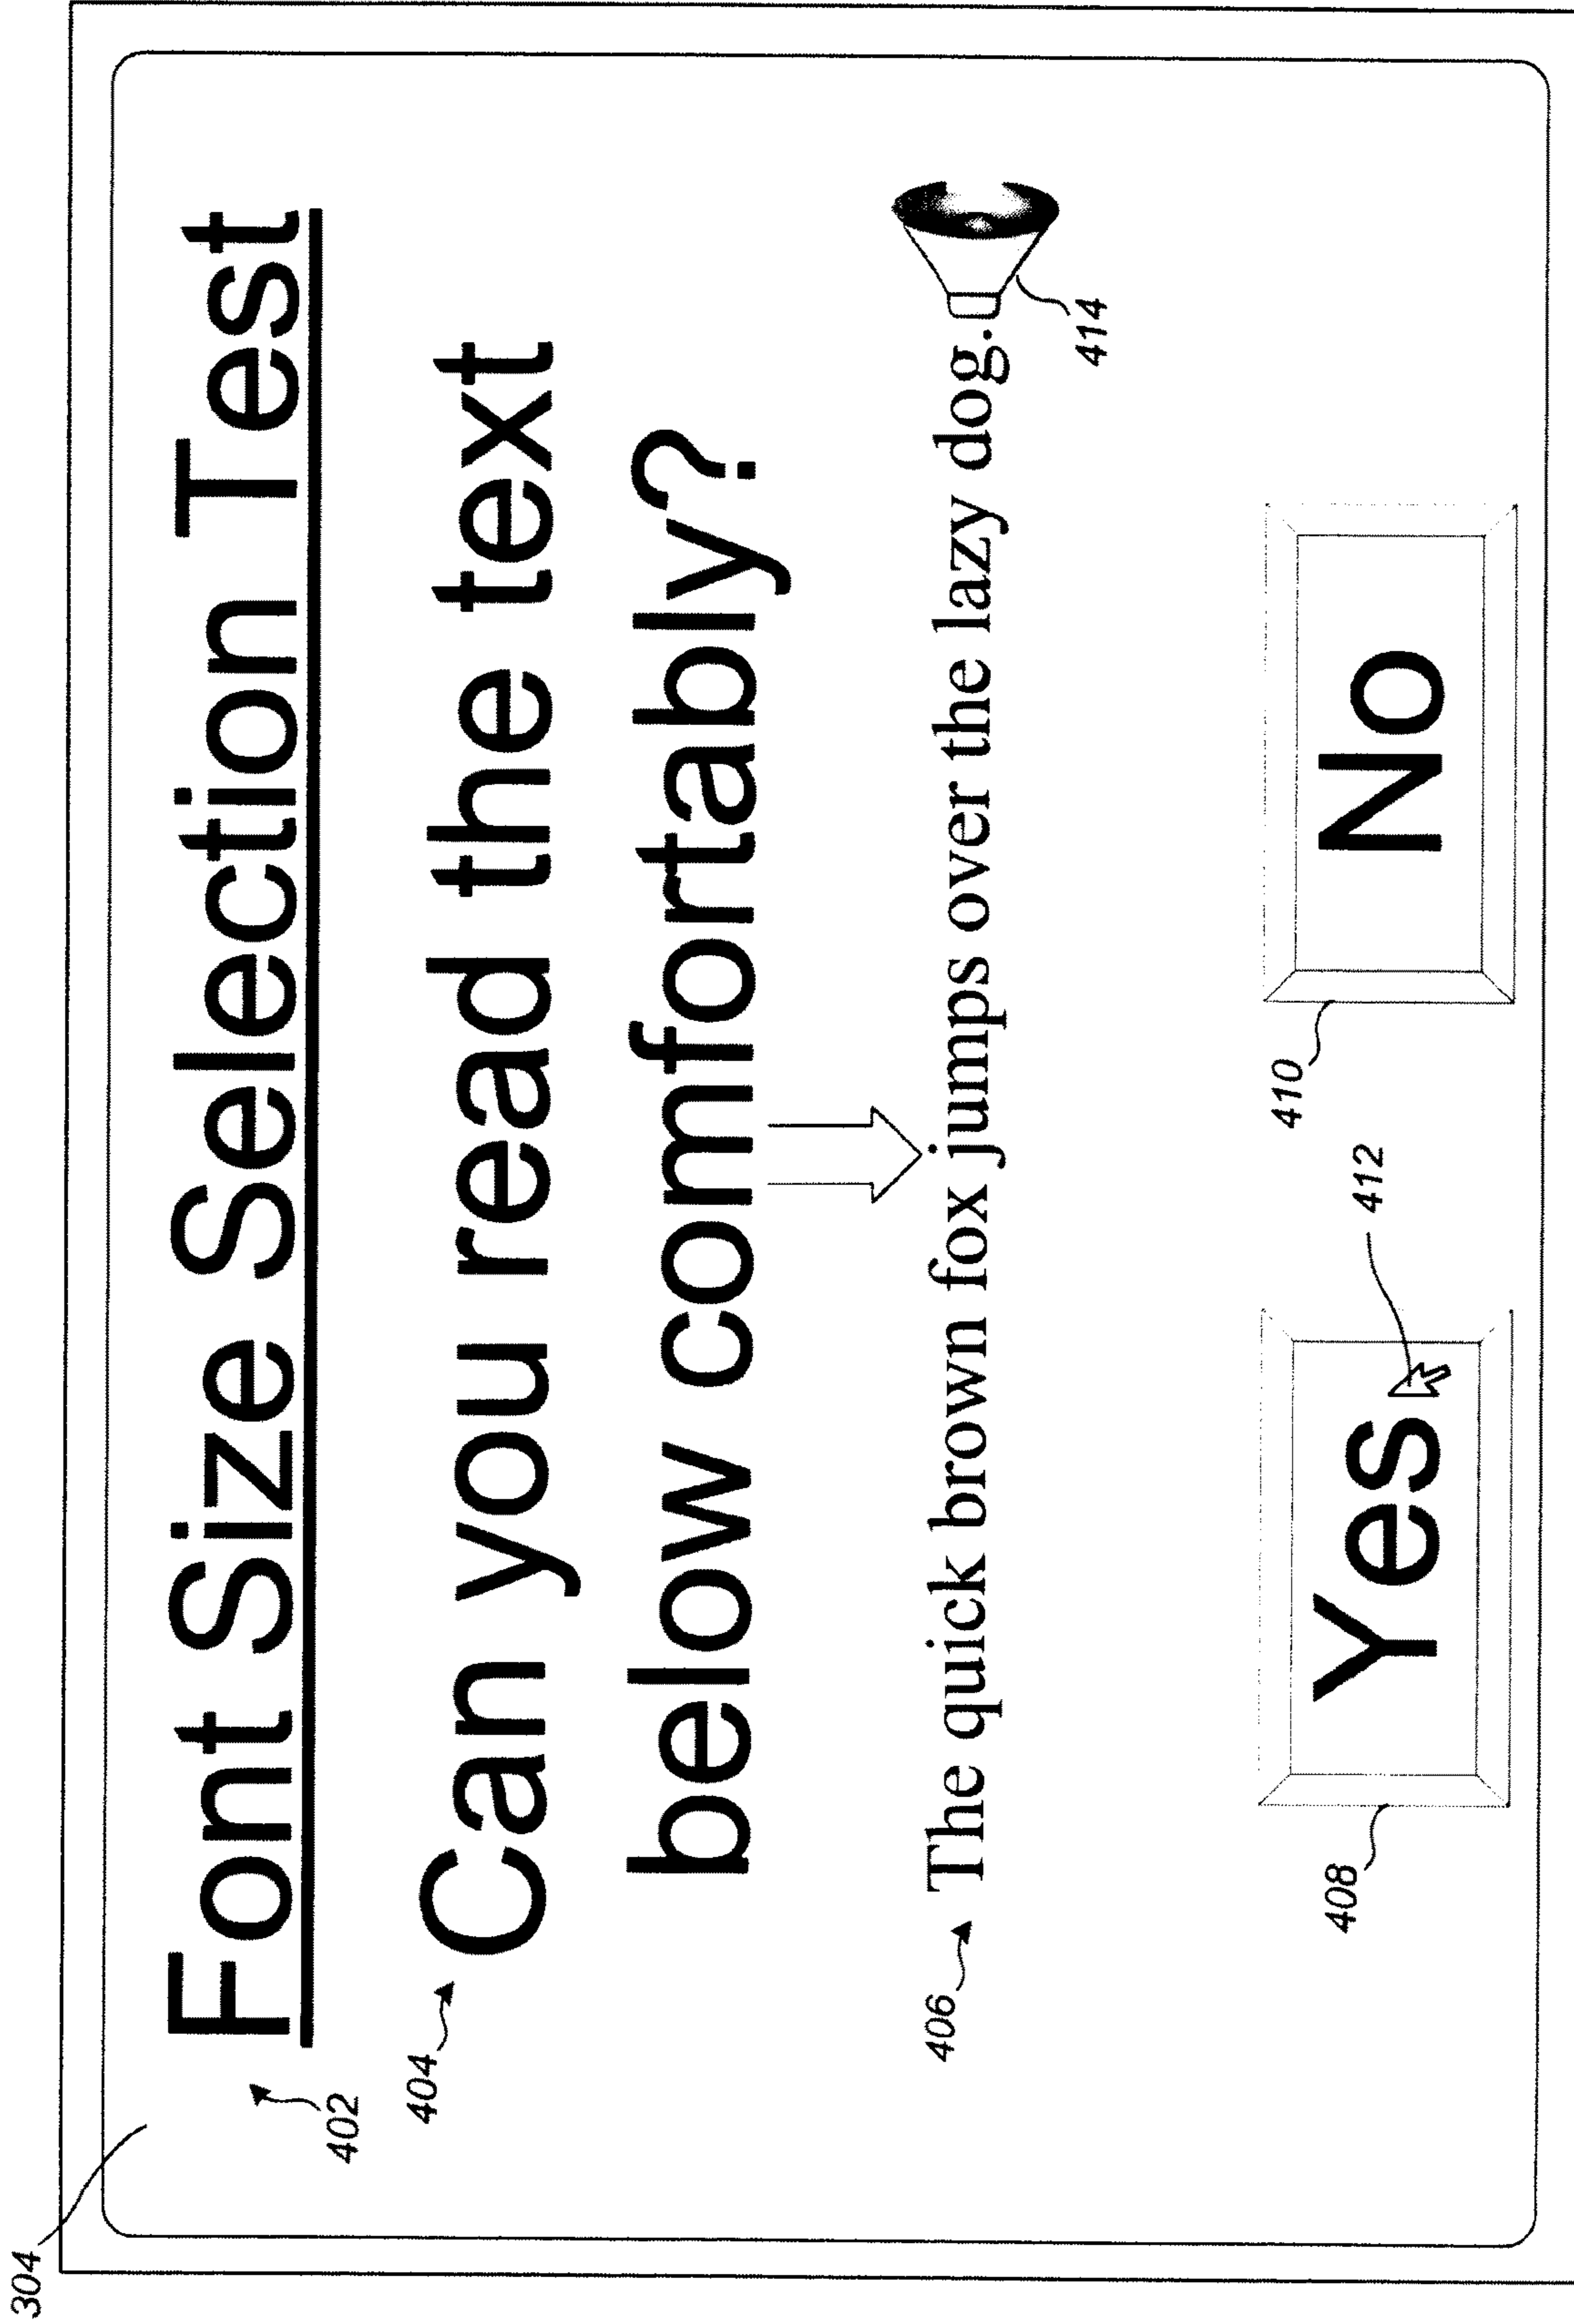 304
402
Font Size Selection Test
404
Can you read the text
below comfortably?
406
The quick brown fox jumps over the lazy dog.
414
408
Yes
412
410
No